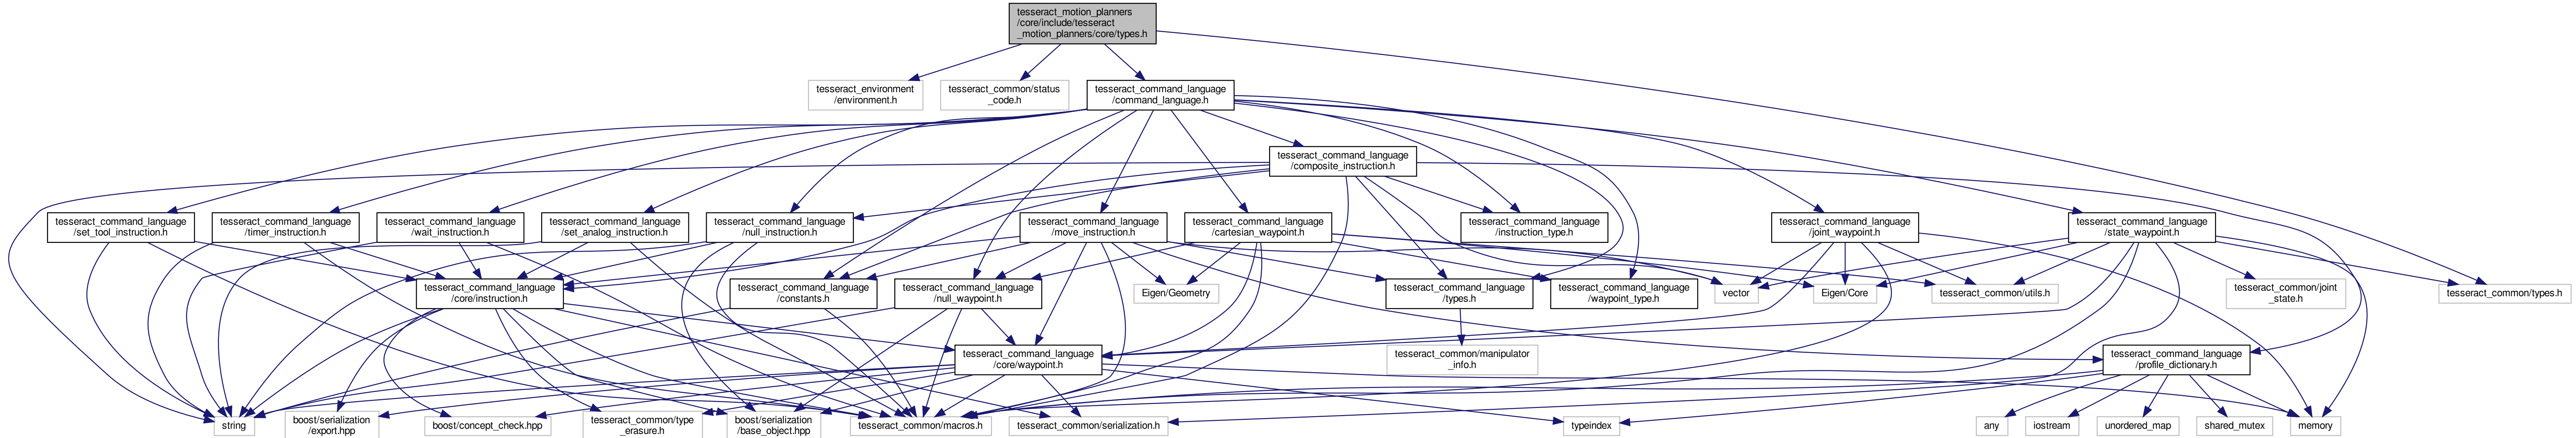 tesseract_motion_planners
/core/include/tesseract
_motion_planners/core/types.h
tesseract_environment
/environment.h
tesseract_common/status
_code.h
tesseract_command_language
/command_language.h
tesseract_command_language
/composite_instruction.h
tesseract_command_language
/set_tool_instruction.h
tesseract_command_language
/timer_instruction.h
tesseract_command_language
/wait_instruction.h
tesseract_command_language
/set_analog_instruction.h
tesseract_command_language
/null_instruction.h
tesseract_command_language
/move_instruction.h
tesseract_command_language
/cartesian_waypoint.h
tesseract_command_language
/instruction_type.h
tesseract_command_language
/joint_waypoint.h
tesseract_command_language
/state_waypoint.h
tesseract_command_language
/core/instruction.h
tesseract_command_language
/constants.h
tesseract_command_language
/null_waypoint.h
Eigen/Geometry
tesseract_command_language
/types.h
tesseract_command_language
/waypoint_type.h
vector
Eigen/Core
tesseract_common/utils.h
tesseract_common/joint
_state.h
tesseract_common/types.h
tesseract_command_language
/core/waypoint.h
tesseract_common/manipulator
_info.h
tesseract_command_language
/profile_dictionary.h
string
boost/serialization
/export.hpp
boost/concept_check.hpp
tesseract_common/type
_erasure.h
boost/serialization
/base_object.hpp
tesseract_common/macros.h
tesseract_common/serialization.h
typeindex
any
iostream
unordered_map
shared_mutex
memory